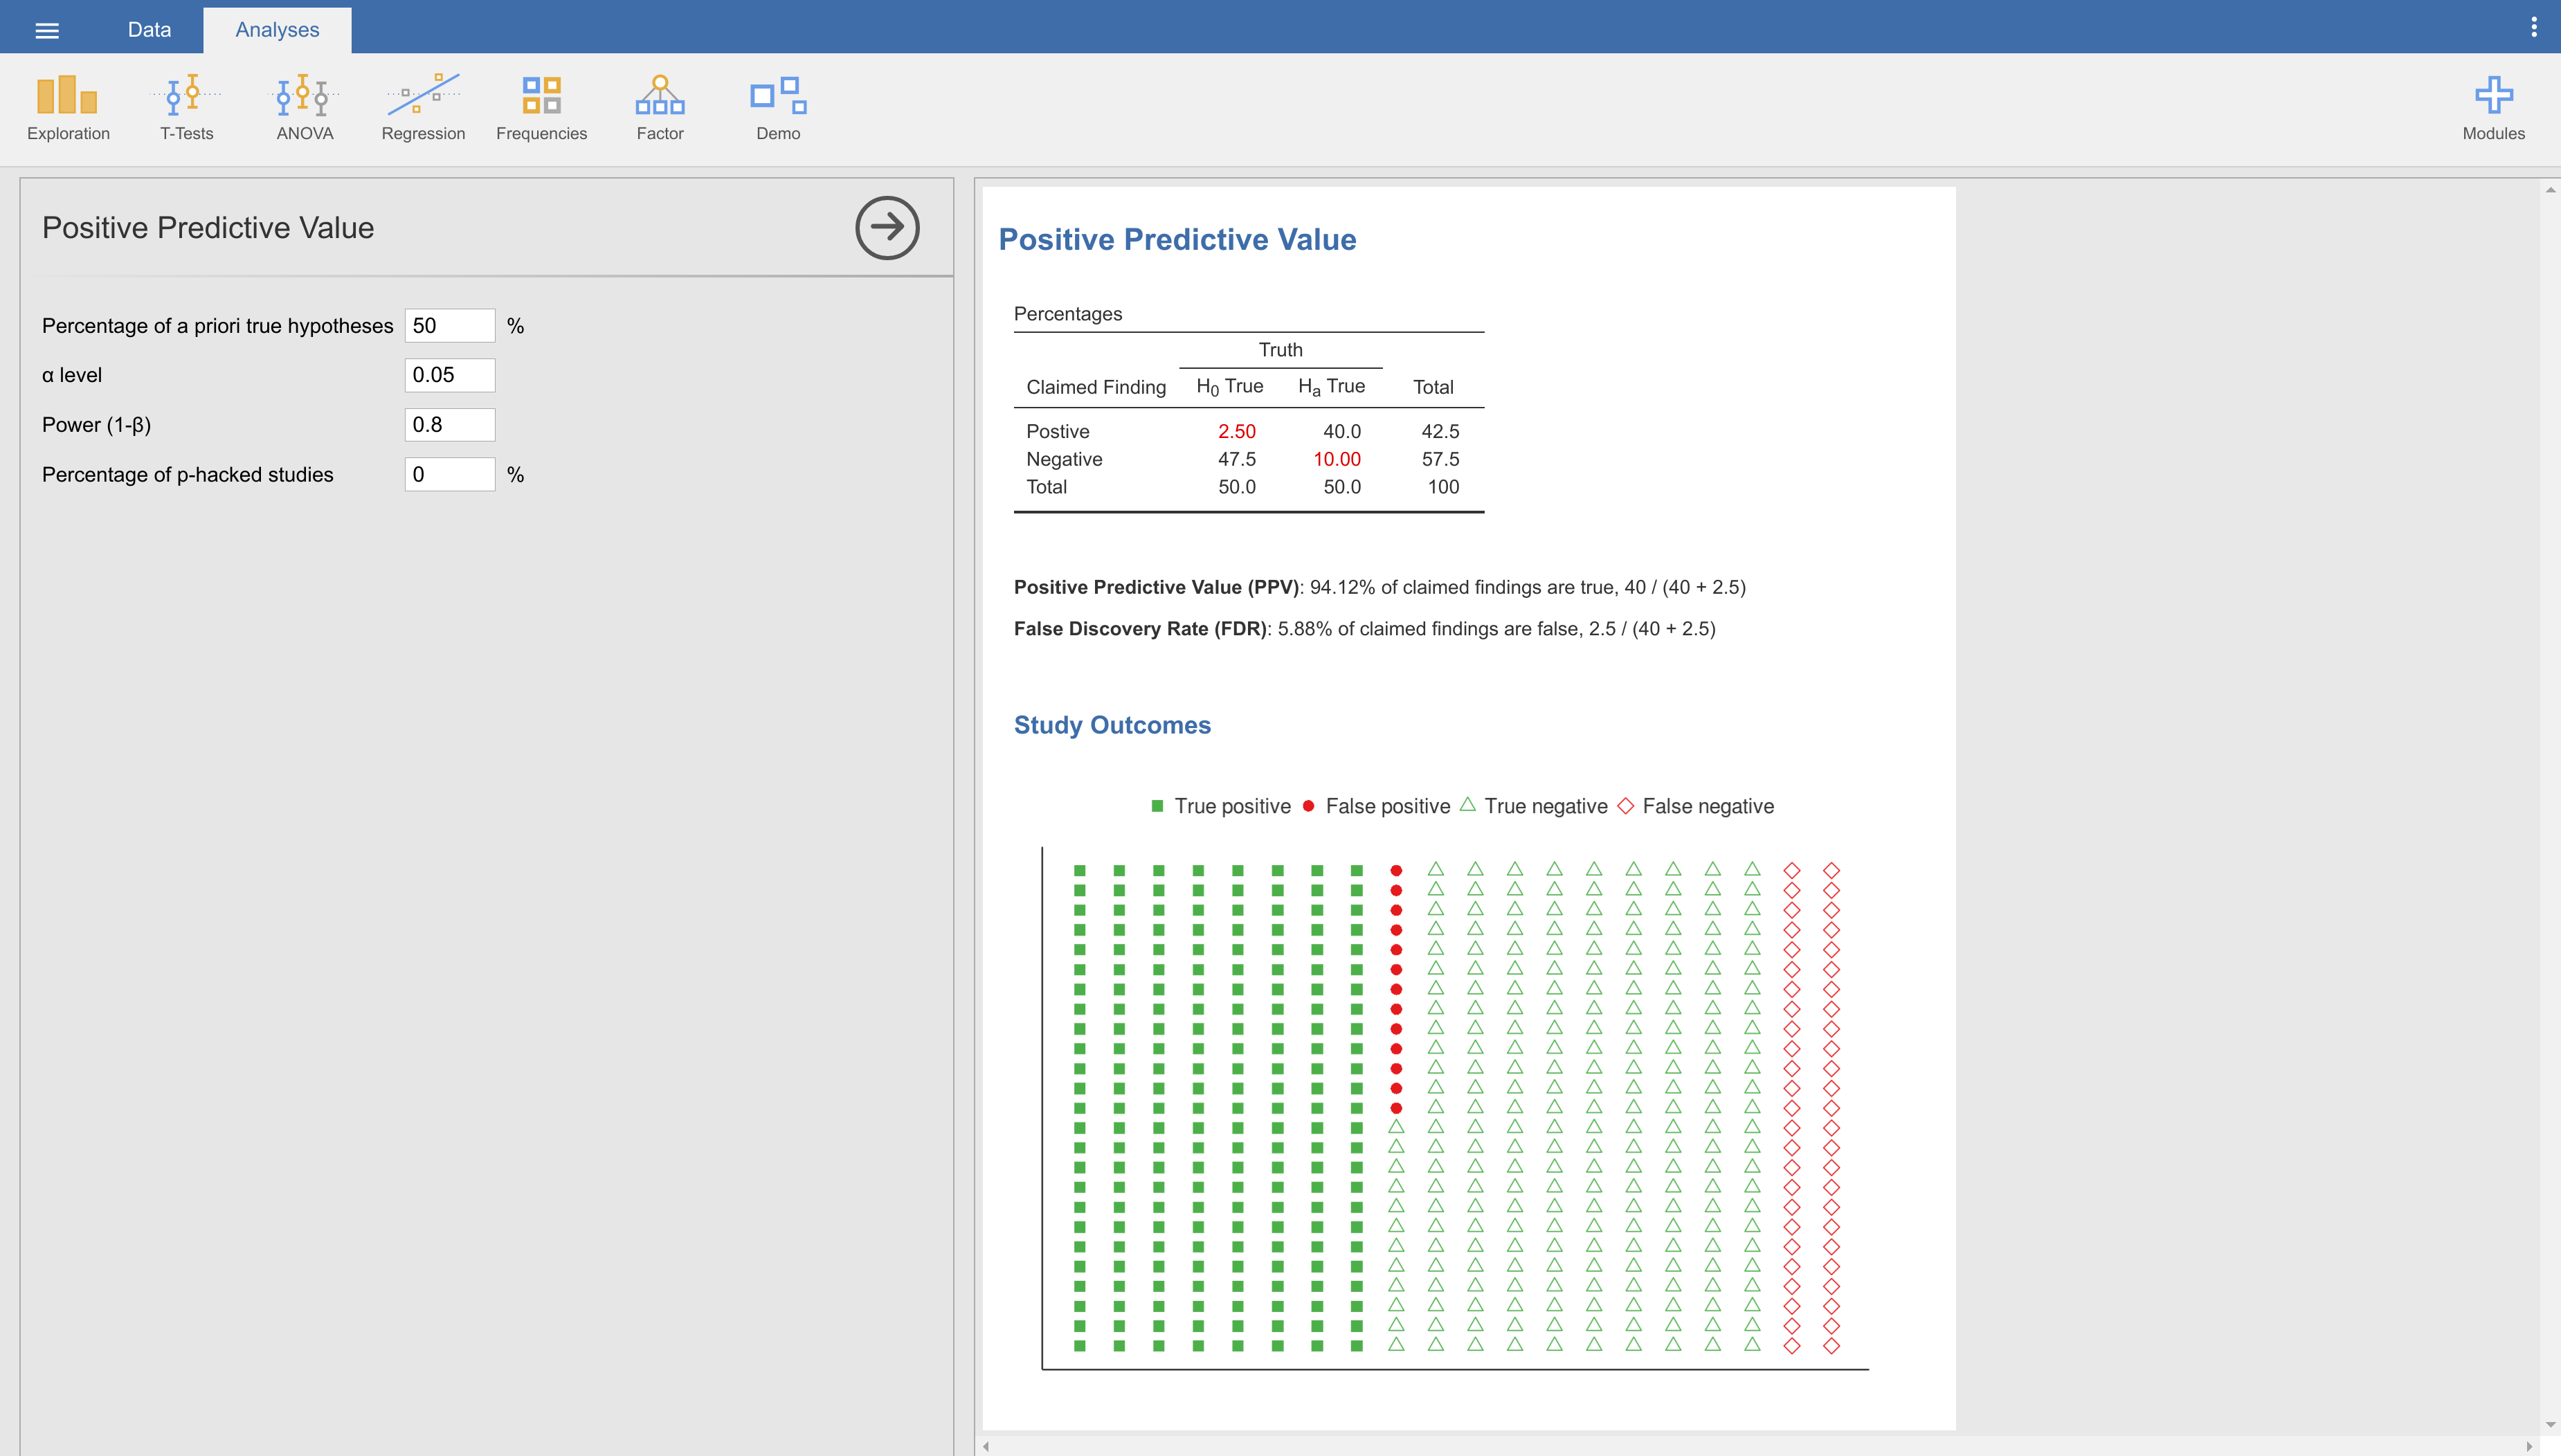 Data Analyses
Exploration T-Tests ANOVA Regression Frequencies Factor Demo Modules
Positive Predictive Value
Percentage of a priori true hypotheses 50 %
α level 0.05
Power (1-β) 0.8
Percentage of p-hacked studies 0 %
Positive Predictive Value
Percentages
Truth
Claimed Finding H0 True Ha True Total
Postive 2.50 40.0 42.5
Negative 47.5 10.00 57.5
Total 50.0 50.0 100
Positive Predictive Value (PPV): 94.12% of claimed findings are true, 40 / (40 + 2.5)
False Discovery Rate (FDR): 5.88% of claimed findings are false, 2.5 / (40 + 2.5)
Study Outcomes
True positive False positive True negative False negative